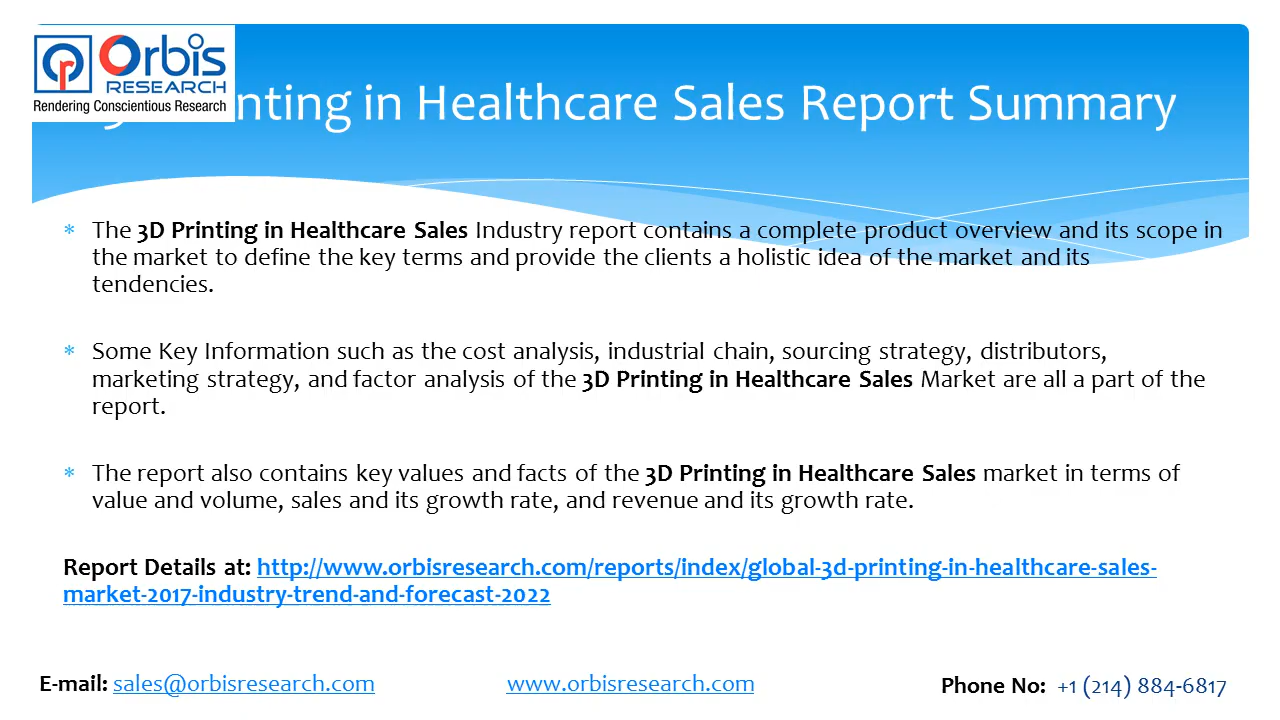 Orbis
RESEARCH
Rendering Conscientious Research
nting in Healthcare Sales Report Summary
* The 3D Printing in Healthcare Sales Industry report contains a complete product overview and its scope in
the market to define the key terms and provide the clients a holistic idea of the market and its
tendencies.
* Some Key Information such as the cost analysis, industrial chain, sourcing strategy, distributors,
marketing strategy, and factor analysis of the 3D Printing in Healthcare Sales Market are all a part of the
report.
* The report also contains key values and facts of the 3D Printing in Healthcare Sales market in terms of
value and volume, sales and its growth rate, and revenue and its growth rate.
Report Details at: http://www.orbisresearch.com/reports/index/global-3d-printing-in-healthcare-sales-
market-2017-industry-trend-and-forecast-2022
E-mail: sales@orbisresearch.com www.orbisresearch.com Phone No: +1 (214) 884-6817